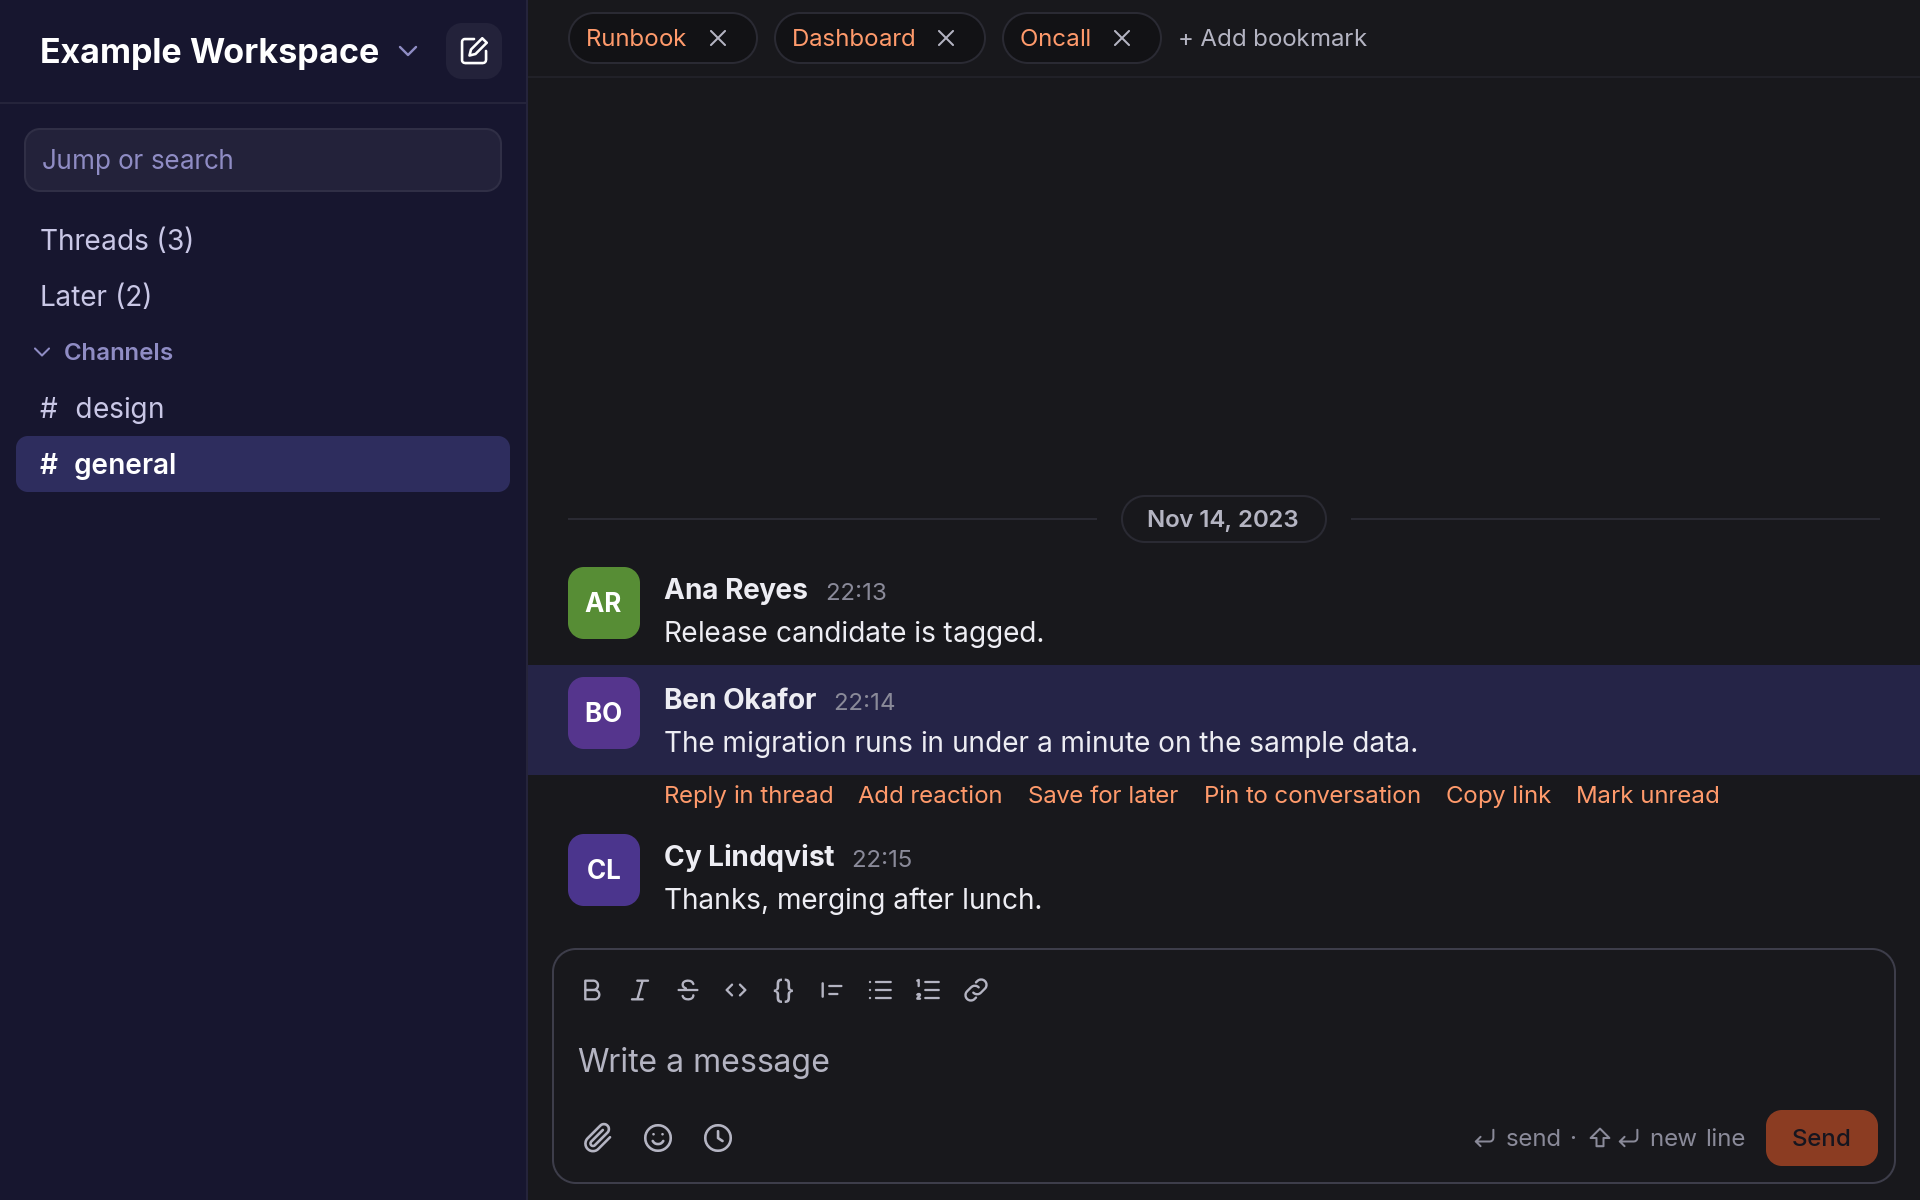 Example Workspace
Jump or search
Threads (3)
Later (2)
Channels
# design
# general
Runbook Dashboard Oncall + Add bookmark
Nov 14, 2023
AR
Ana Reyes 22:13
Release candidate is tagged.
BO
Ben Okafor 22:14
The migration runs in under a minute on the sample data.
Reply in thread Add reaction Save for later Pin to conversation Copy link Mark unread
CL
Cy Lindqvist 22:15
Thanks, merging after lunch.
Write a message
send · new line Send